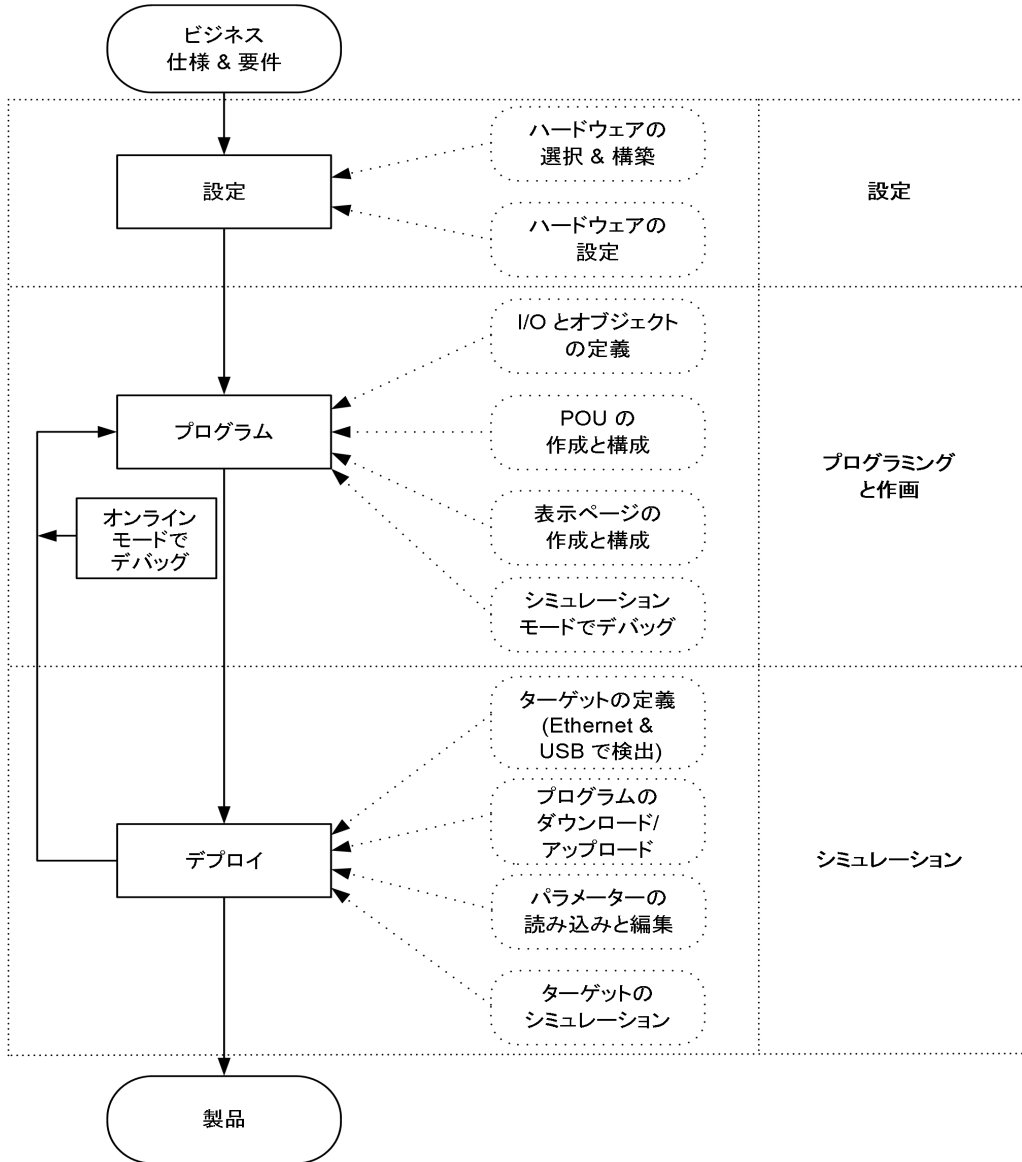 ビジネス
仕様 & 要件
ハードウェアの
選択 & 構築
設定
設定
ハードウェアの
設定
I/O とオブジェクト
の定義
プログラム
POU の
作成と構成
プログラミング
と作画
オンライン
モードで
デバッグ
表示ページの
作成と構成
シミュレーション
モードでデバッグ
ターゲットの定義
(Ethernet &
USB で検出)
プログラムの
ダウンロード/
アップロード
デプロイ
シミュレーション
パラメーターの
読み込みと編集
ターゲットの
シミュレーション
製品